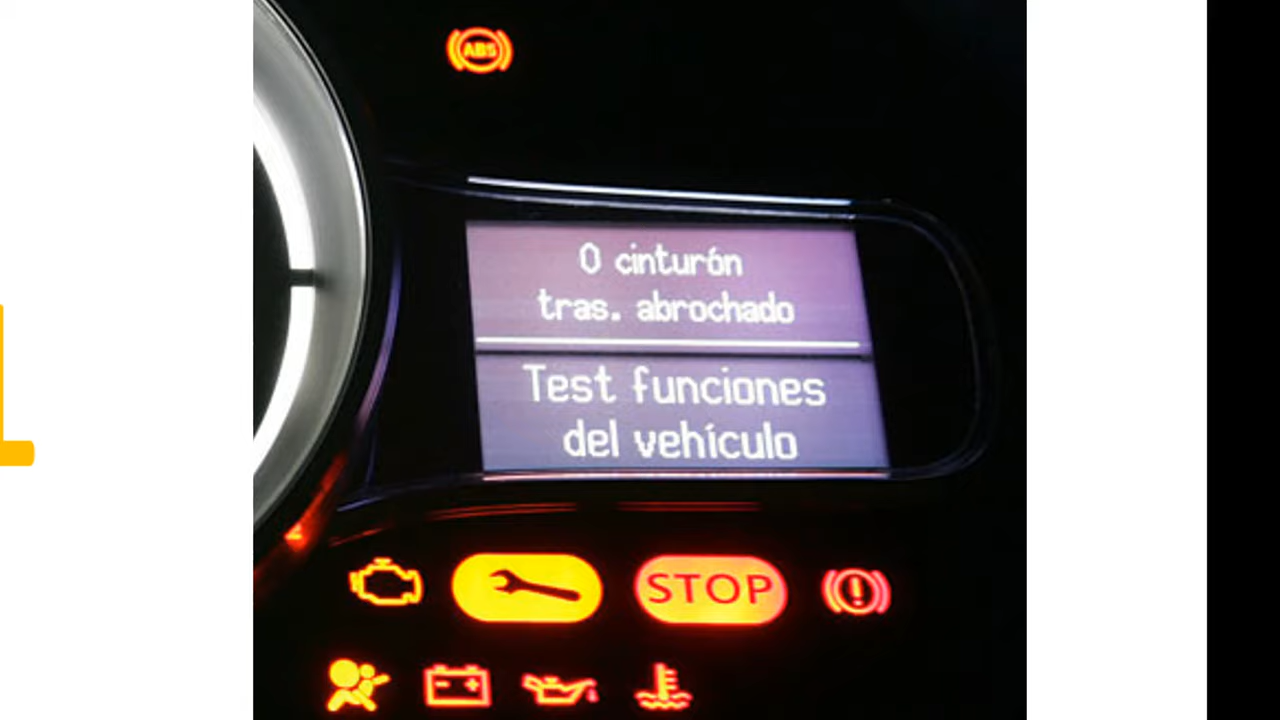 ABS
0 cinturón
tras. abrochado
Test funciones
del vehículo
STOP